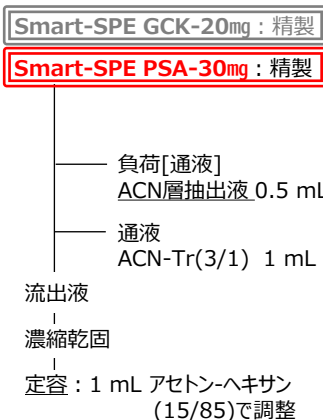 Smart-SPE GCK-20㎎：精製
Smart-SPE PSA-30㎎：精製
負荷[通液]
ACN層抽出液 0.5 mL
通液
ACN-Tr(3/1) 1 mL
流出液
濃縮乾固
定容：1 mL アセトン-ヘキサン
(15/85)で調整